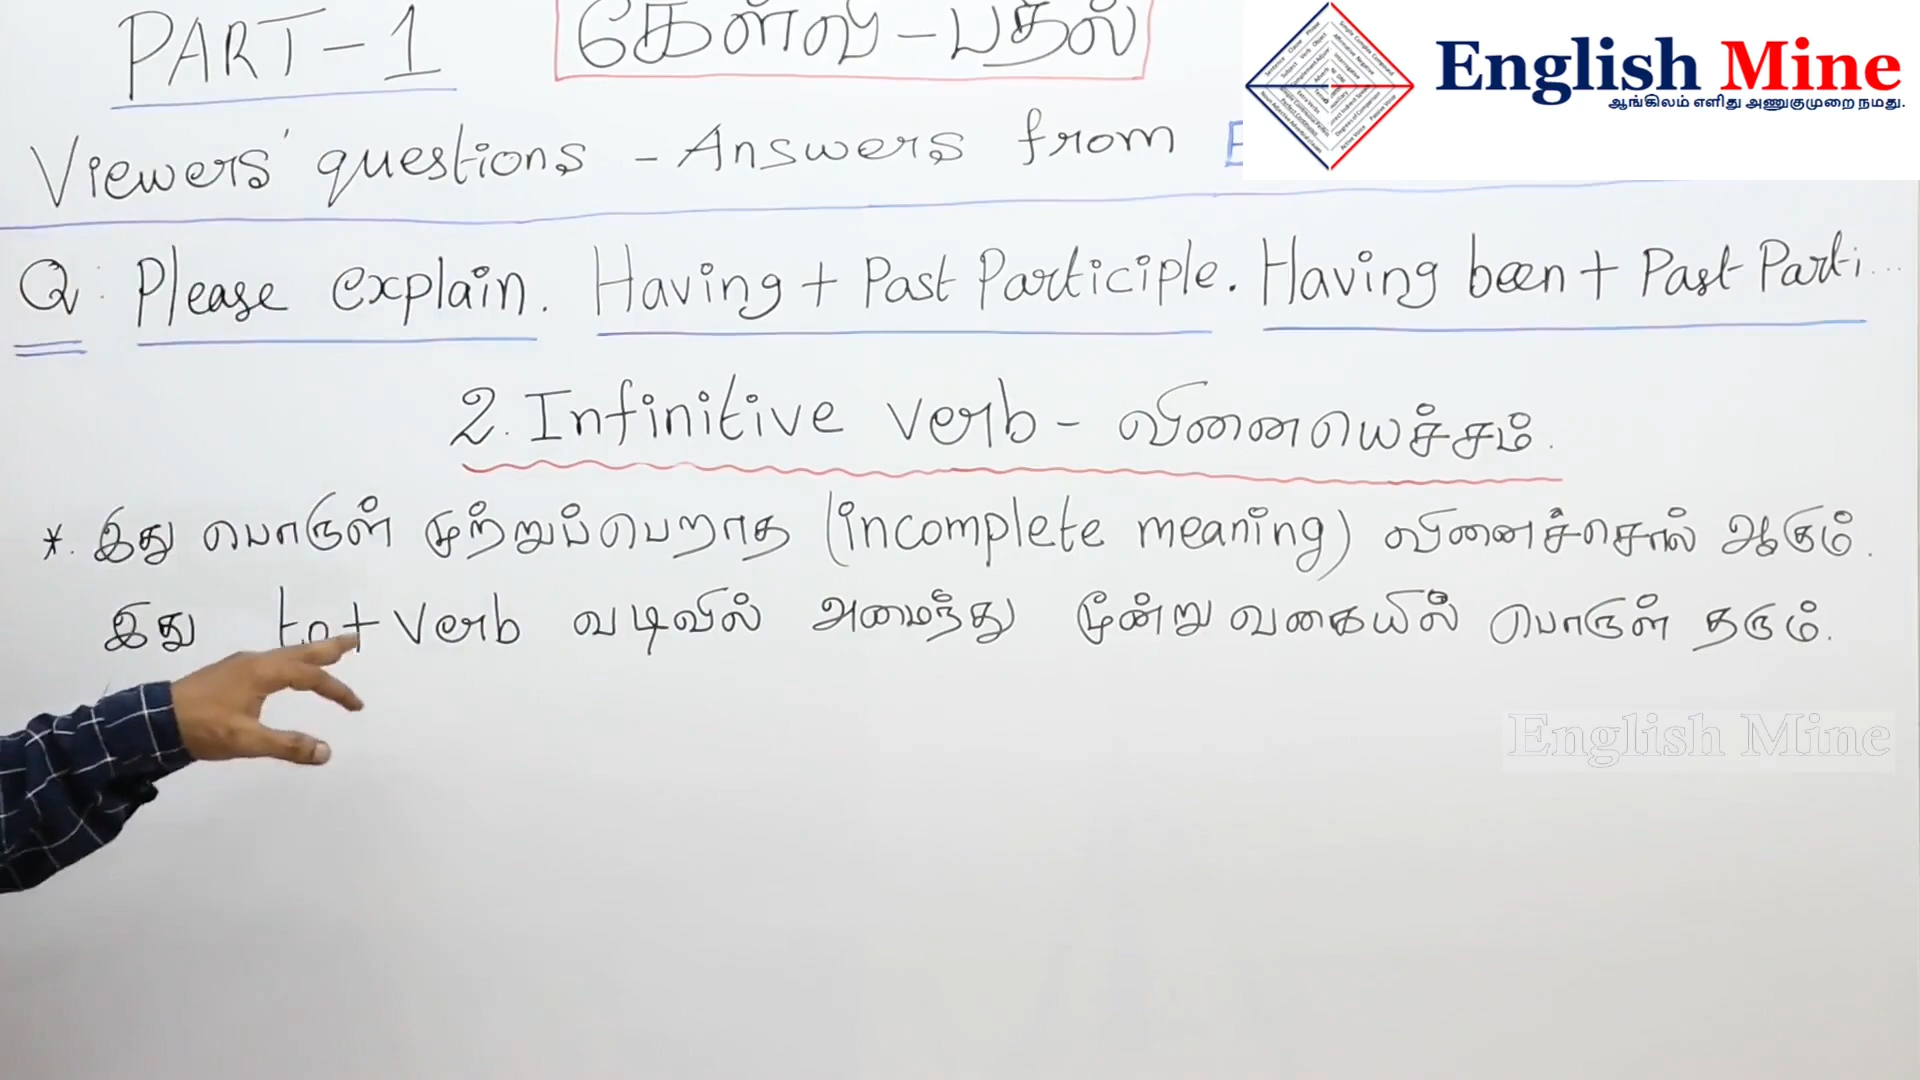 PART-1 கேள்வி - பதில்
English Mine
ஆங்கிலம் எளிது அணுகுமுறை நமது.
Viewers' questions - Answers from E
Q: Please explain. Having + Past Participle. Having been + Past Parti...
2. Infinitive verb - வினையெச்சம்.
*. இது பொருள் முற்றுப்பெறாத (incomplete meaning) வினைச்சொல் ஆகும்.
இது to+verb வடிவில் அமைந்து மூன்று வகையில் பொருள் தரும்.
English Mine